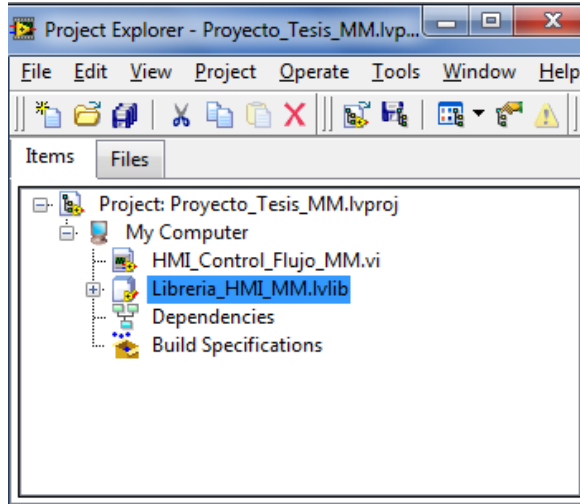 Project Explorer - Proyecto_Tesis_MM.lvp...
File Edit View Project Operate Tools Window Help
Items Files
Project: Proyecto_Tesis_MM.lvproj
My Computer
HMI_Control_Flujo_MM.vi
Libreria_HMI_MM.lvlib
Dependencies
Build Specifications